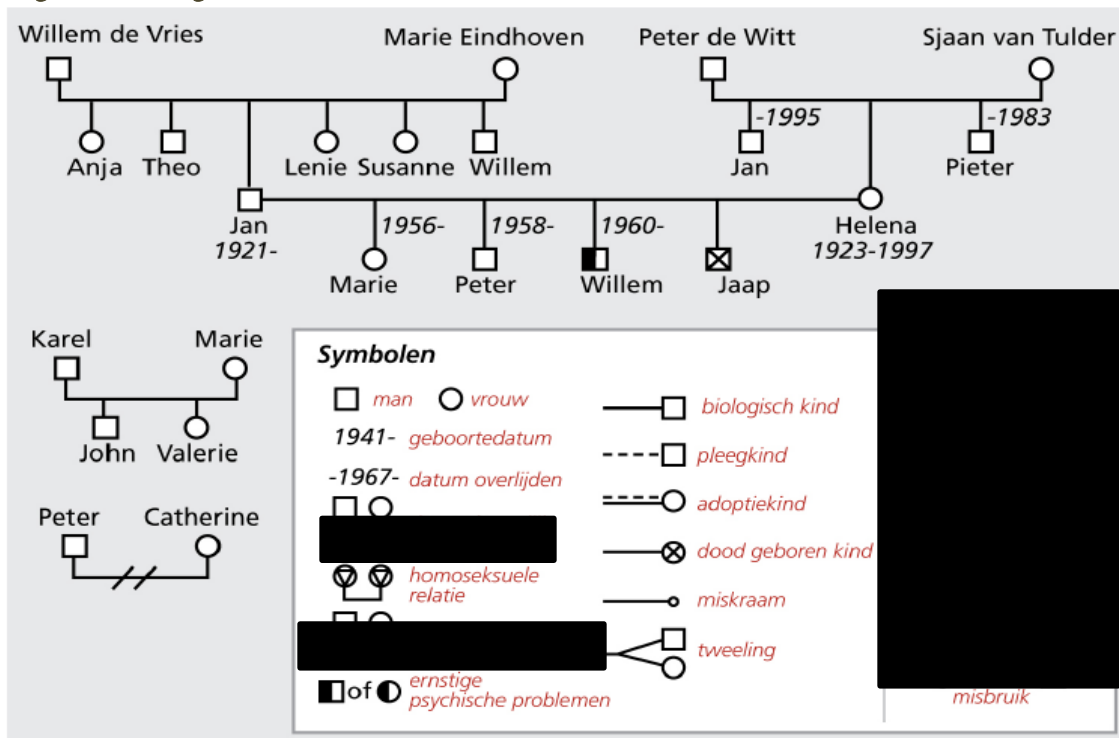 Willem de Vries
Marie Eindhoven
Peter de Witt
Sjaan van Tulder
-1995
-1983
Anja
Theo
Lenie
Susanne
Willem
Jan
Pieter
Jan
1921-
1956-
1958-
1960-
Helena
1923-1997
Marie
Peter
Willem
Jaap
Karel
Marie
John
Valerie
Peter
Catherine
Symbolen
man
vrouw
1941- geboortedatum
-1967- datum overlijden
homoseksuele
relatie
of
ernstige
psychische problemen
biologisch kind
pleegkind
adoptiekind
dood geboren kind
miskraam
tweeling
misbruik